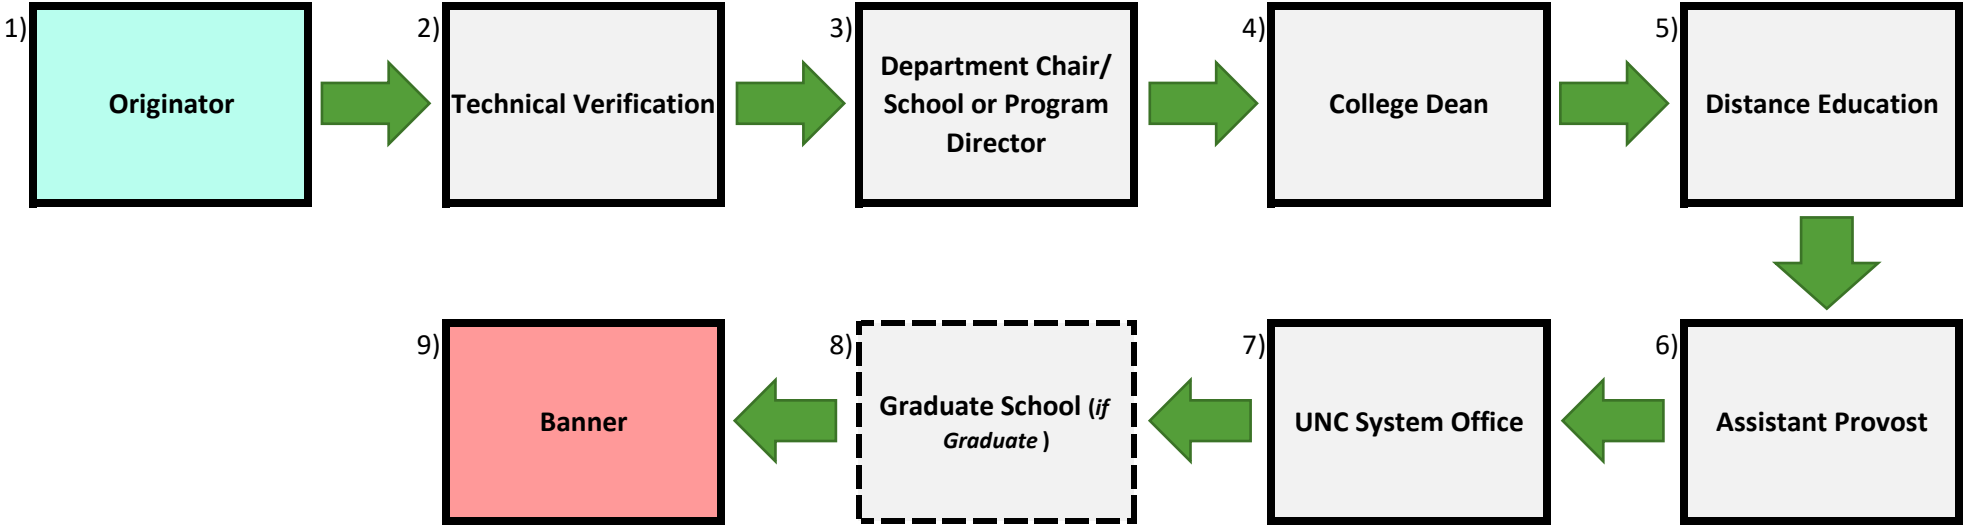 1)
Originator
2)
Technical Verification
3)
Department Chair/
School or Program
Director
4)
College Dean
5)
Distance Education
6)
Assistant Provost
7)
UNC System Office
8)
Graduate School (if
Graduate )
9)
Banner